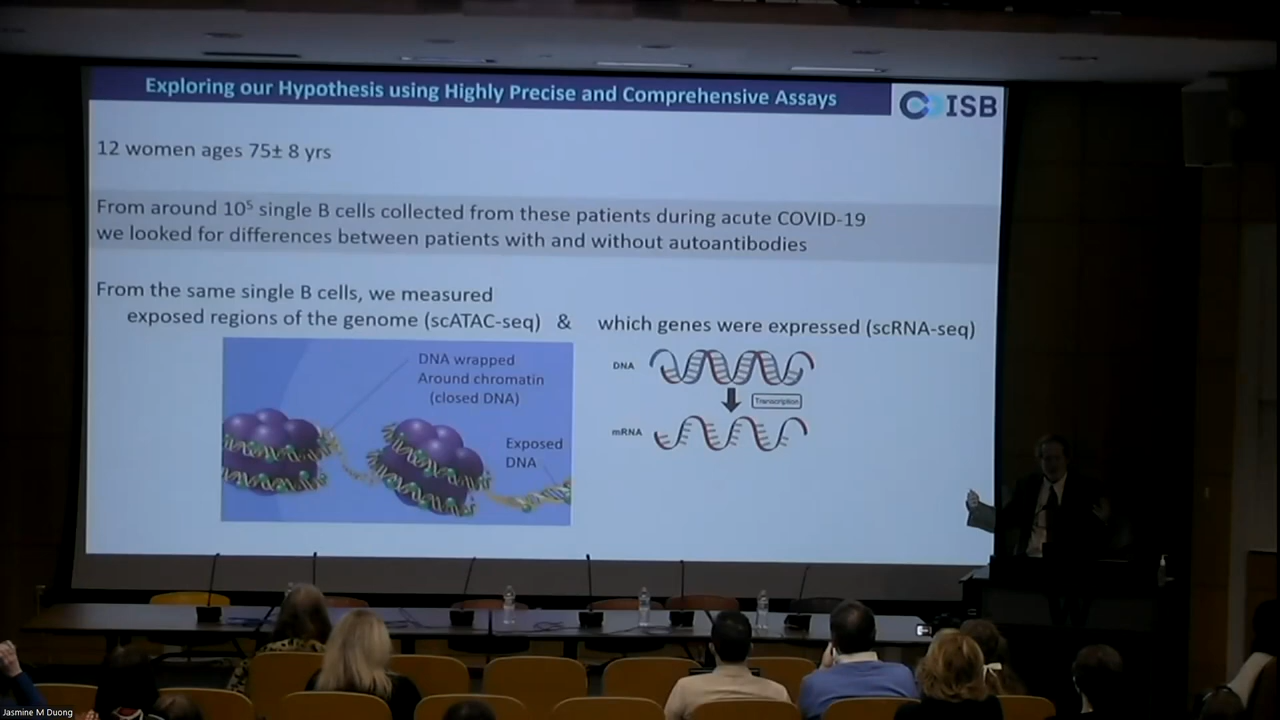 Exploring our Hypothesis using Highly Precise and Comprehensive Assays
ISB
12 women ages 75± 8 yrs
From around 10⁵ single B cells collected from these patients during acute COVID-19
we looked for differences between patients with and without autoantibodies
From the same single B cells, we measured
exposed regions of the genome (scATAC-seq) & which genes were expressed (scRNA-seq)
DNA wrapped
Around chromatin
(closed DNA)
Exposed
DNA
DNA
Transcription
mRNA
Jasmine M Duong